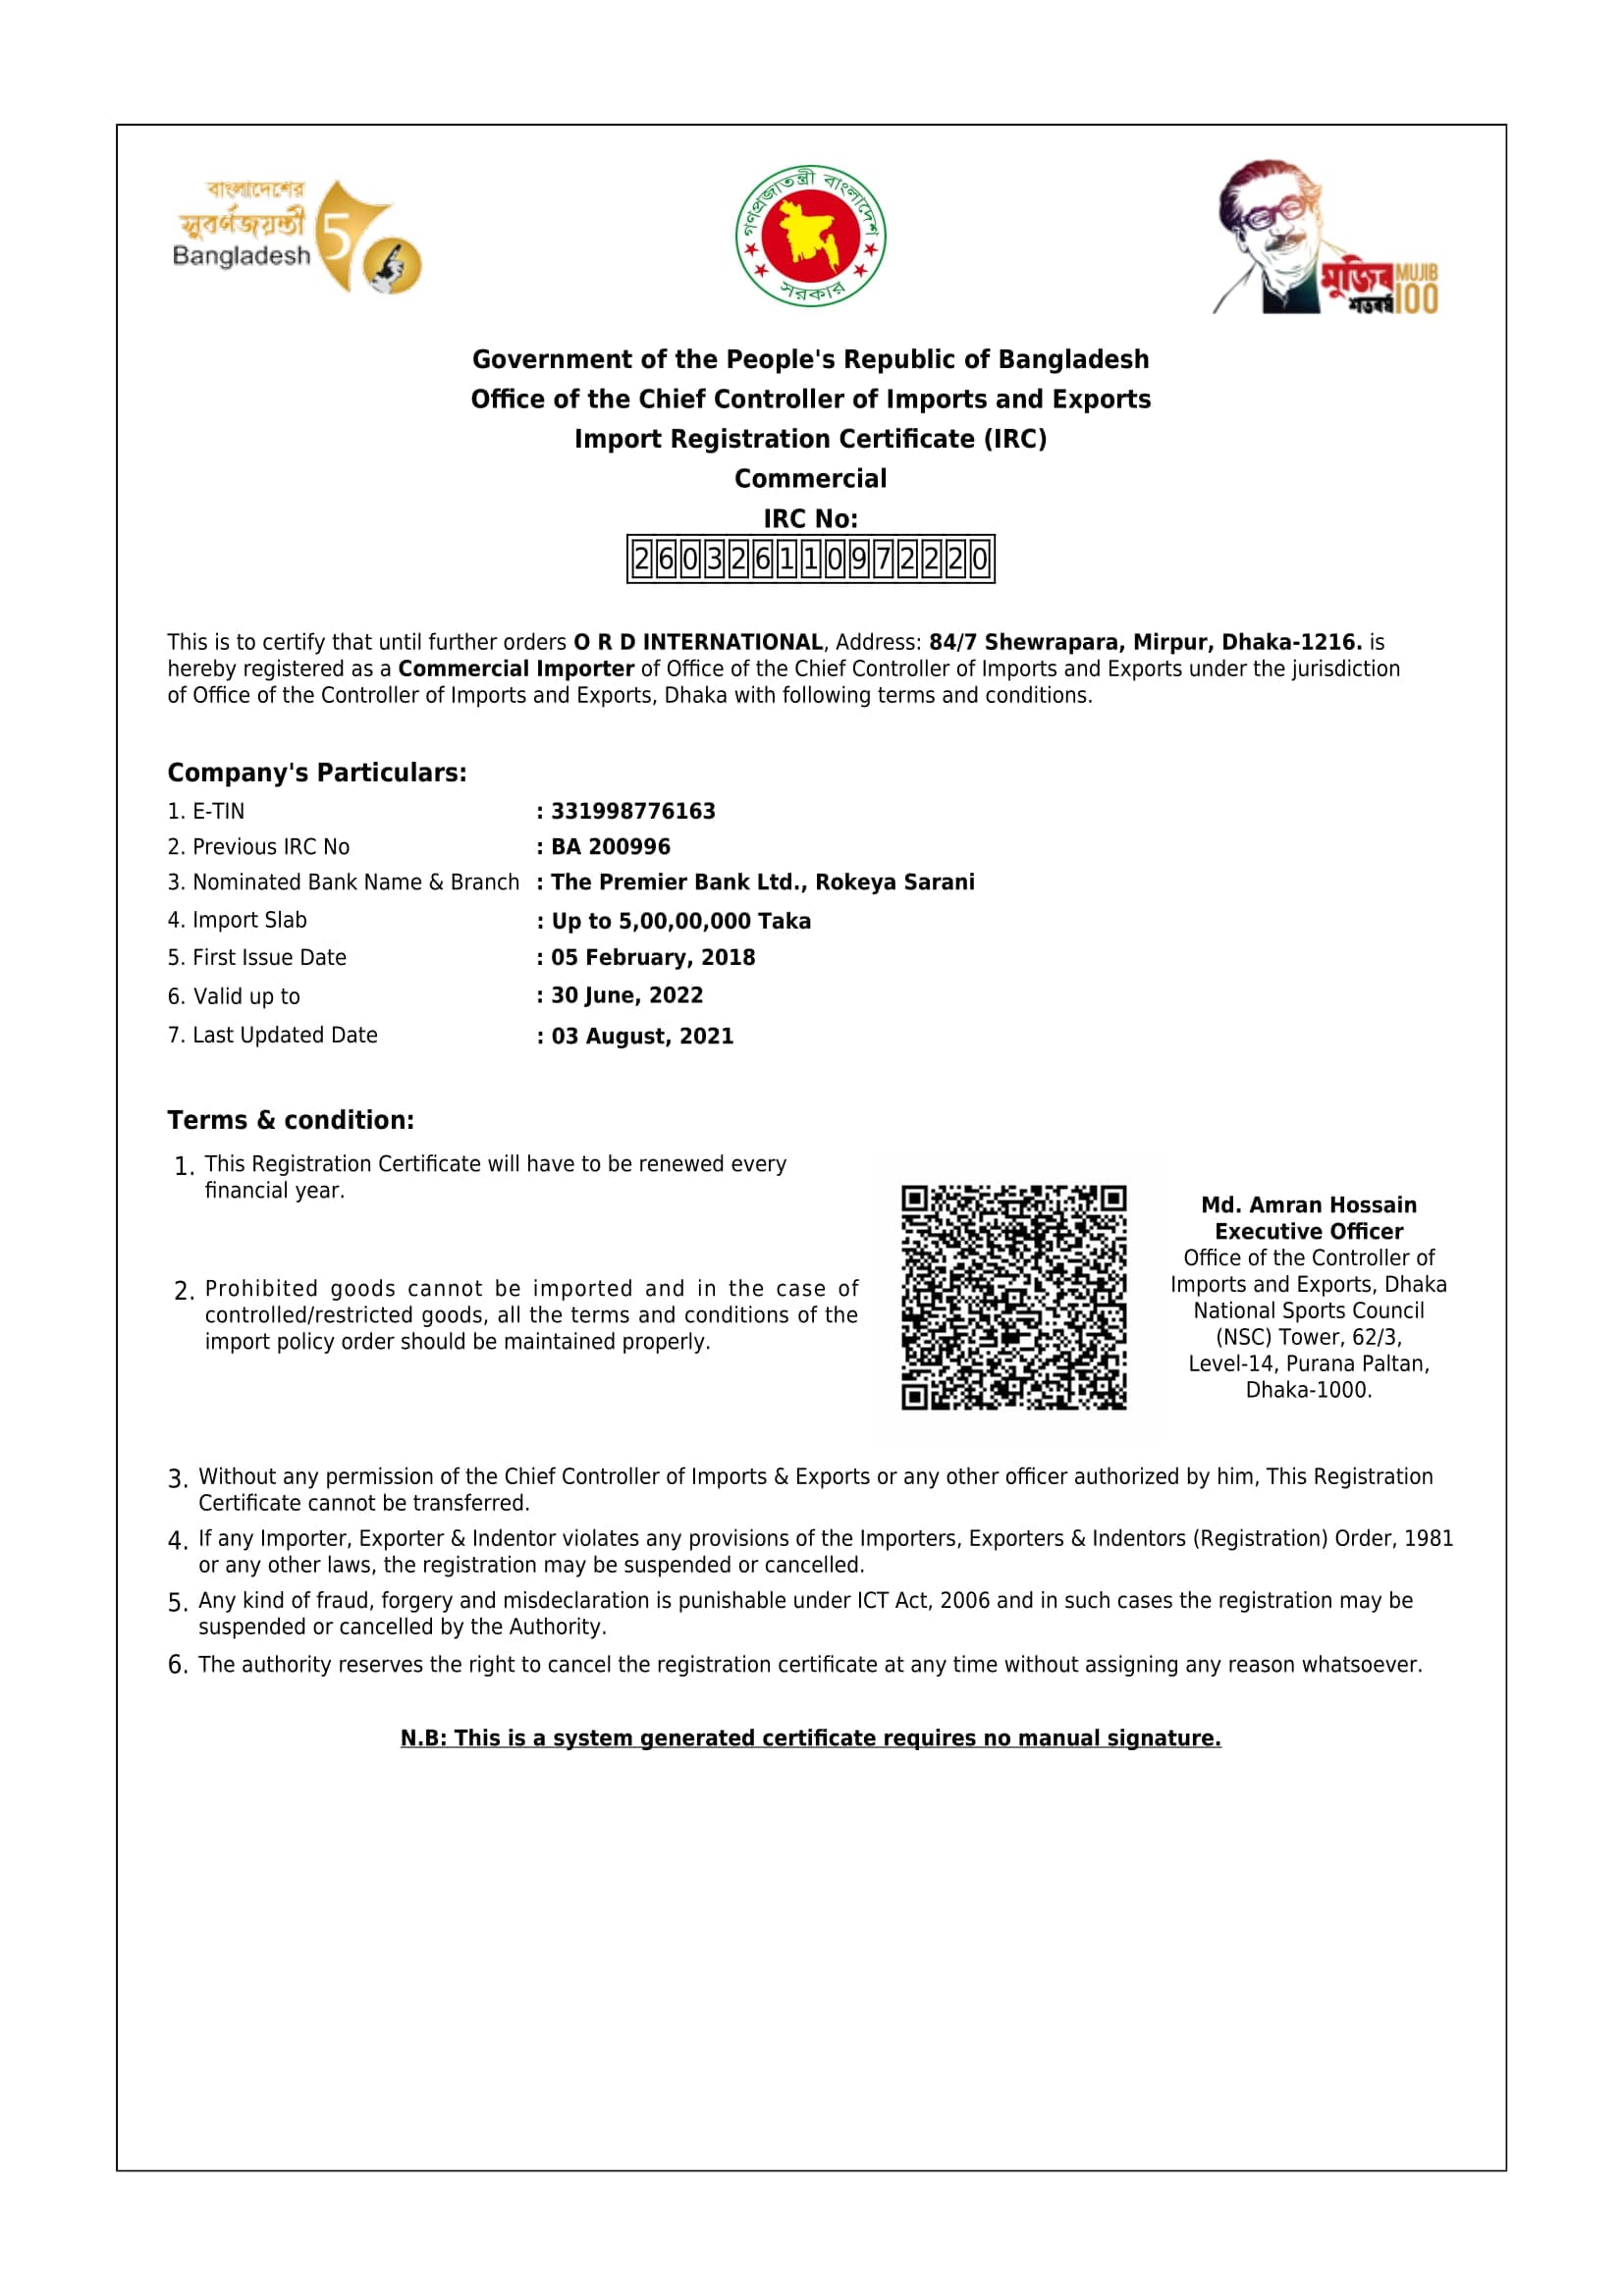 বাংলাদেশের
সুবর্ণজয়ন্তী
Bangladesh
50
গণপ্রজাতন্ত্রী বাংলাদেশ
সরকার
মুজিব
শতবর্ষ
MUJIB
100
Government of the People's Republic of Bangladesh
Office of the Chief Controller of Imports and Exports
Import Registration Certificate (IRC)
Commercial
IRC No:
260326110972220
This is to certify that until further orders O R D INTERNATIONAL, Address: 84/7 Shewrapara, Mirpur, Dhaka-1216. is
hereby registered as a Commercial Importer of Office of the Chief Controller of Imports and Exports under the jurisdiction
of Office of the Controller of Imports and Exports, Dhaka with following terms and conditions.
Company's Particulars:
1. E-TIN : 331998776163
2. Previous IRC No : BA 200996
3. Nominated Bank Name & Branch : The Premier Bank Ltd., Rokeya Sarani
4. Import Slab : Up to 5,00,00,000 Taka
5. First Issue Date : 05 February, 2018
6. Valid up to : 30 June, 2022
7. Last Updated Date : 03 August, 2021
Terms & condition:
1. This Registration Certificate will have to be renewed every
financial year.
2. Prohibited goods cannot be imported and in the case of
controlled/restricted goods, all the terms and conditions of the
import policy order should be maintained properly.
Md. Amran Hossain
Executive Officer
Office of the Controller of
Imports and Exports, Dhaka
National Sports Council
(NSC) Tower, 62/3,
Level-14, Purana Paltan,
Dhaka-1000.
3. Without any permission of the Chief Controller of Imports & Exports or any other officer authorized by him, This Registration
Certificate cannot be transferred.
4. If any Importer, Exporter & Indentor violates any provisions of the Importers, Exporters & Indentors (Registration) Order, 1981
or any other laws, the registration may be suspended or cancelled.
5. Any kind of fraud, forgery and misdeclaration is punishable under ICT Act, 2006 and in such cases the registration may be
suspended or cancelled by the Authority.
6. The authority reserves the right to cancel the registration certificate at any time without assigning any reason whatsoever.
N.B: This is a system generated certificate requires no manual signature.